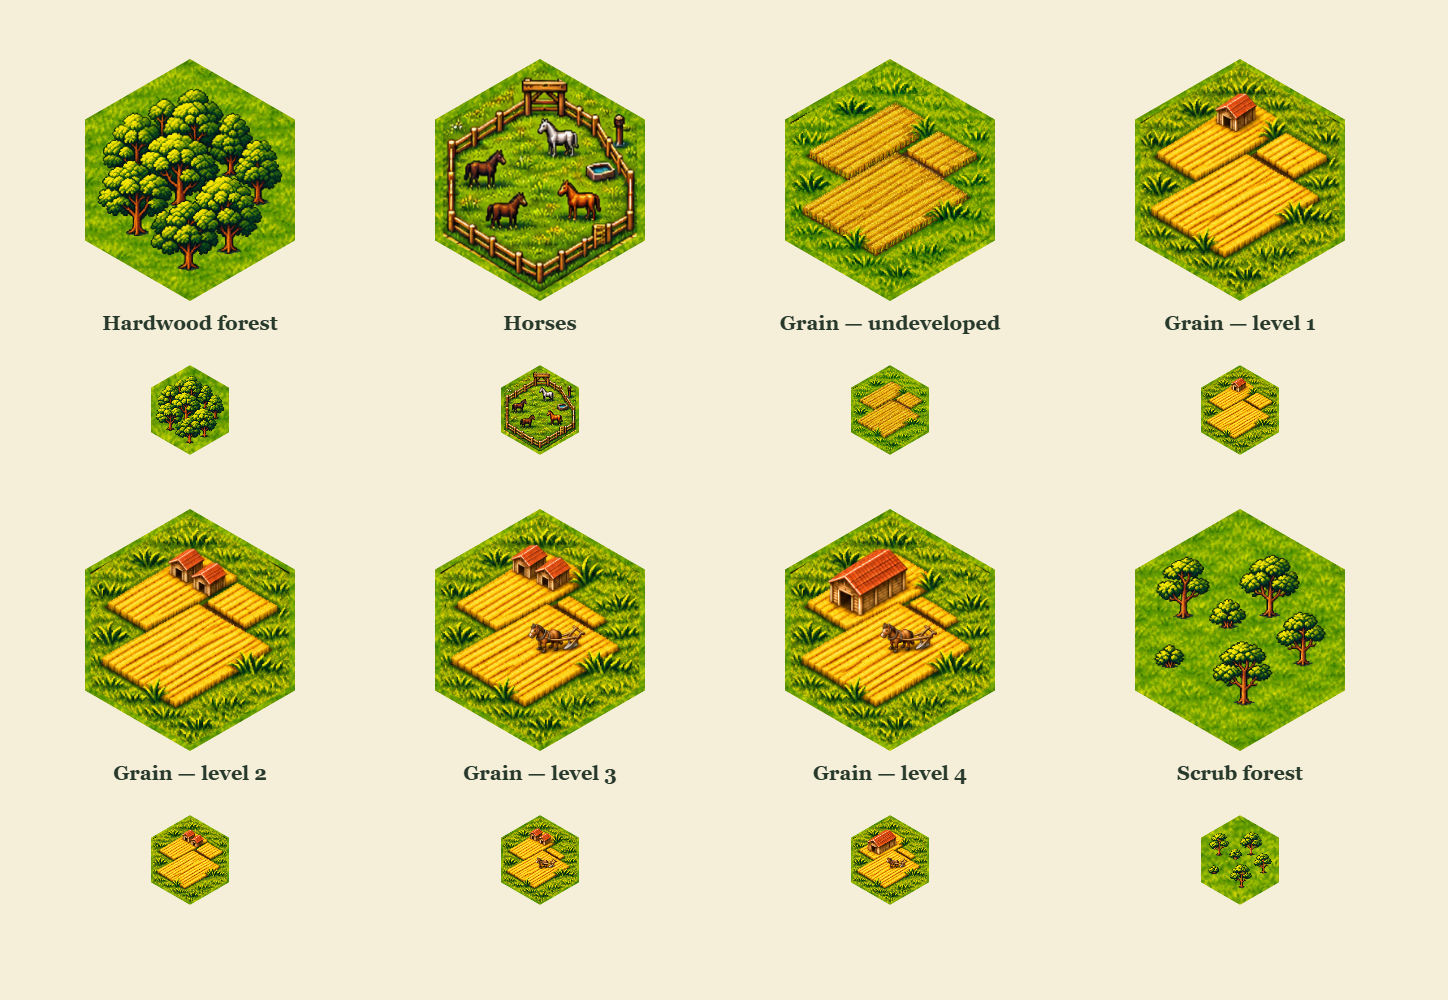 Hardwood forest
Horses
Grain — undeveloped
Grain — level 1
Grain — level 2
Grain — level 3
Grain — level 4
Scrub forest